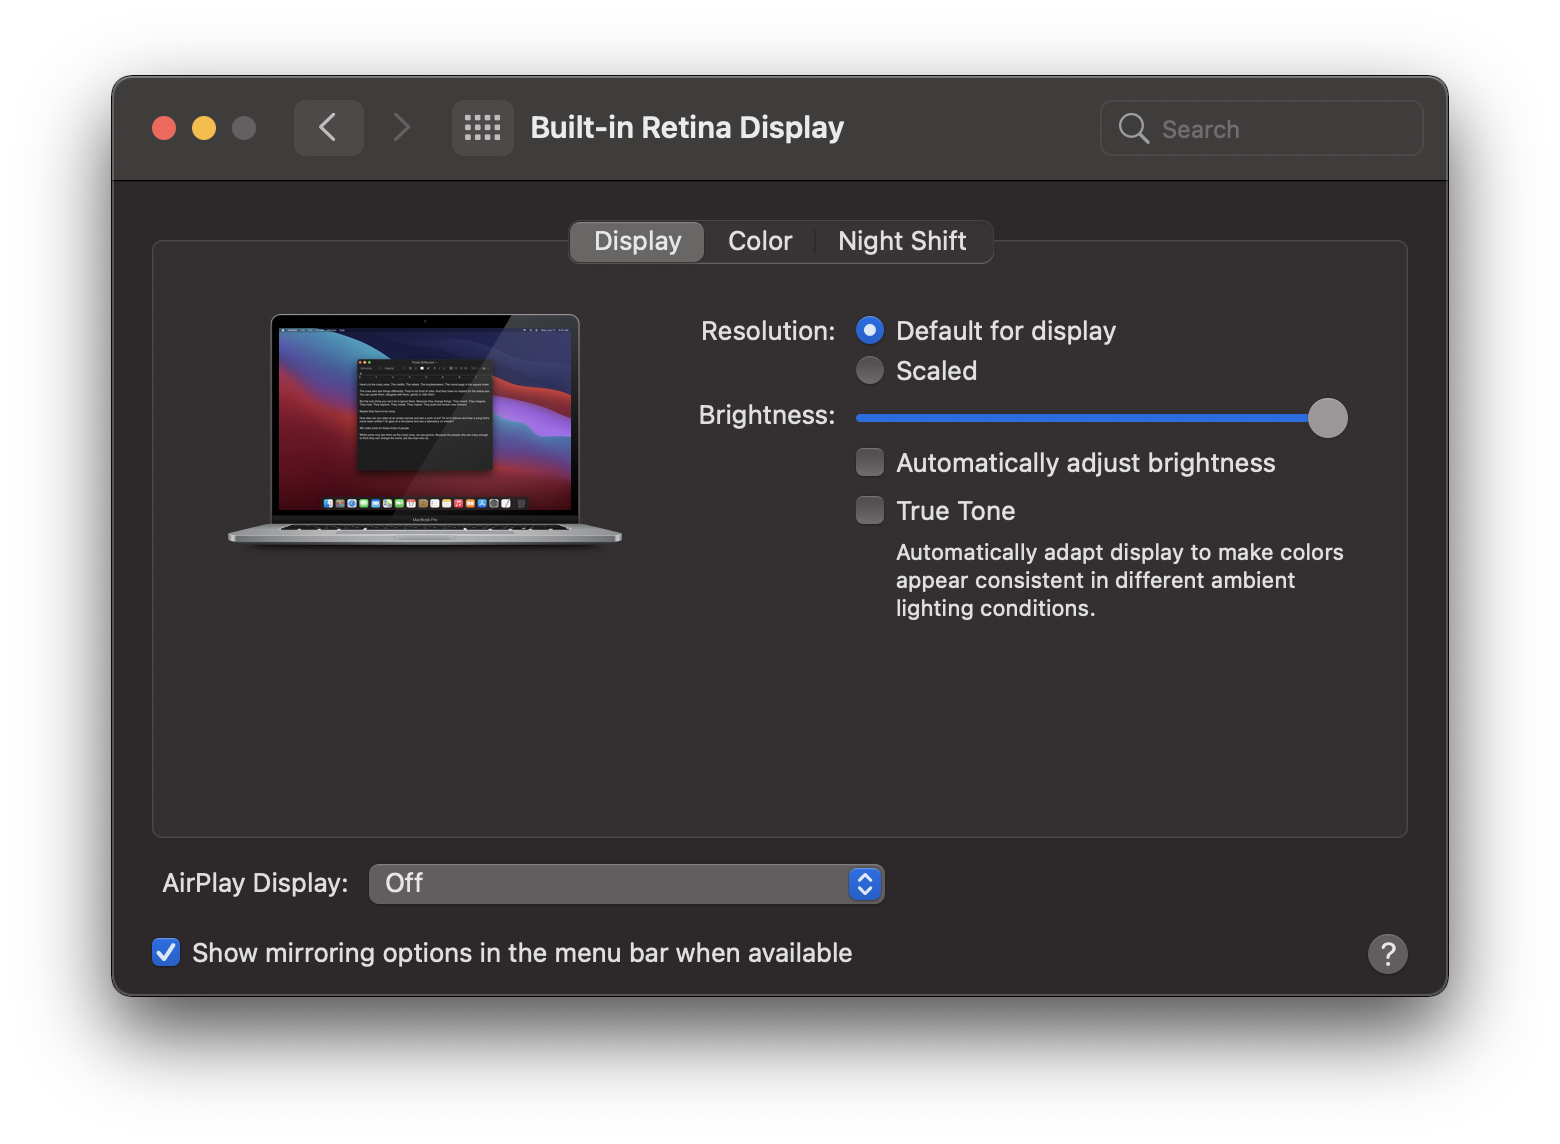 Built-in Retina Display
Search
Display Color Night Shift
Resolution: Default for display
Scaled
Brightness:
Automatically adjust brightness
True Tone
Automatically adapt display to make colors
appear consistent in different ambient
lighting conditions.
MacBook Pro
AirPlay Display: Off
Show mirroring options in the menu bar when available
?